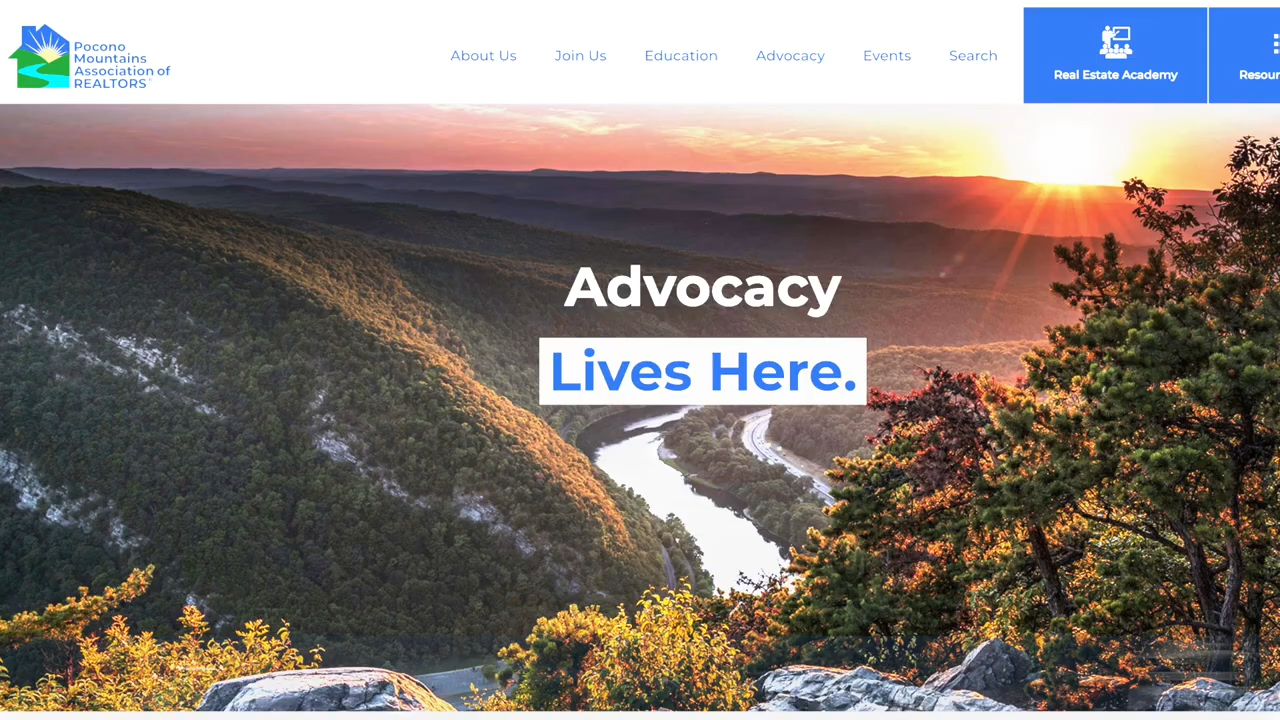 Pocono
Mountains
Association of
REALTORS
About Us
Join Us
Education
Advocacy
Events
Search
Real Estate Academy
Advocacy
Lives Here.